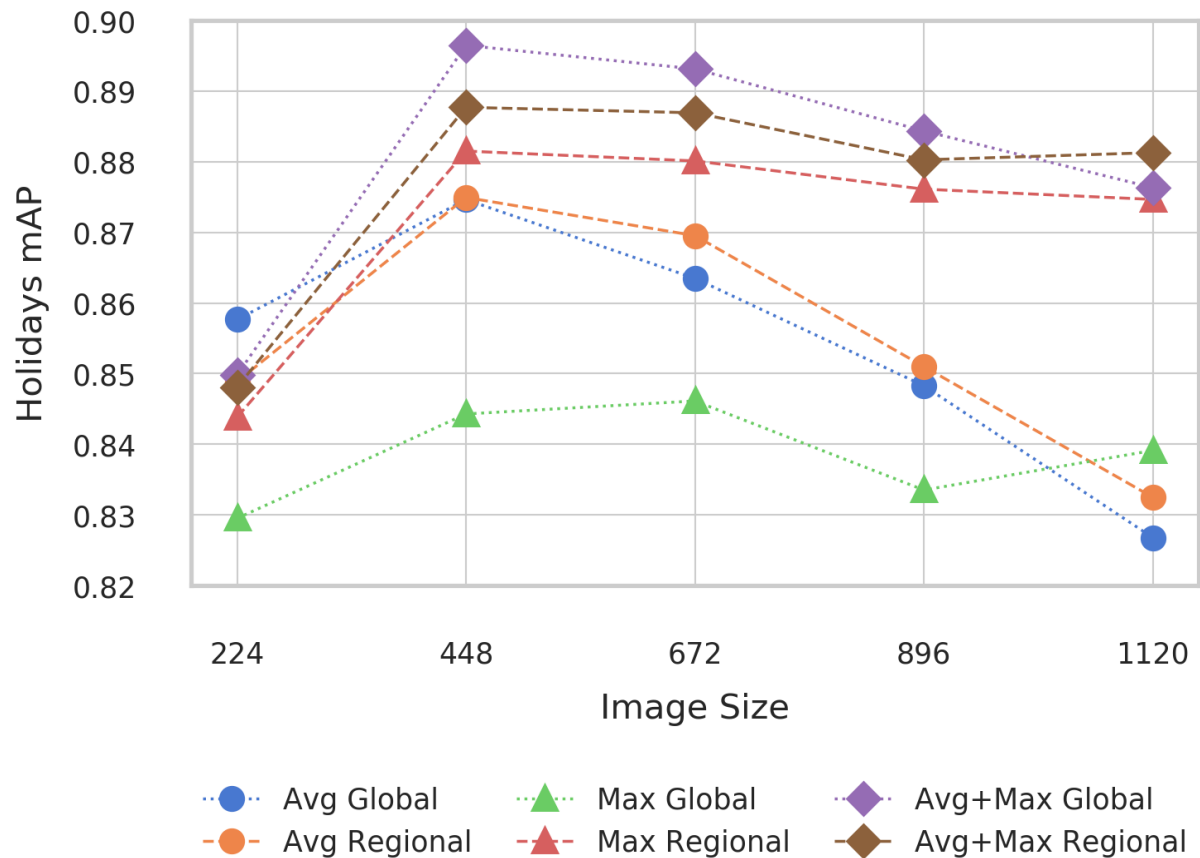 0.90
0.89
0.88
0.87
0.86
0.85
0.84
0.83
0.82
Holidays mAP
224 448 672 896 1120
Image Size
Avg Global Max Global Avg+Max Global
Avg Regional Max Regional Avg+Max Regional